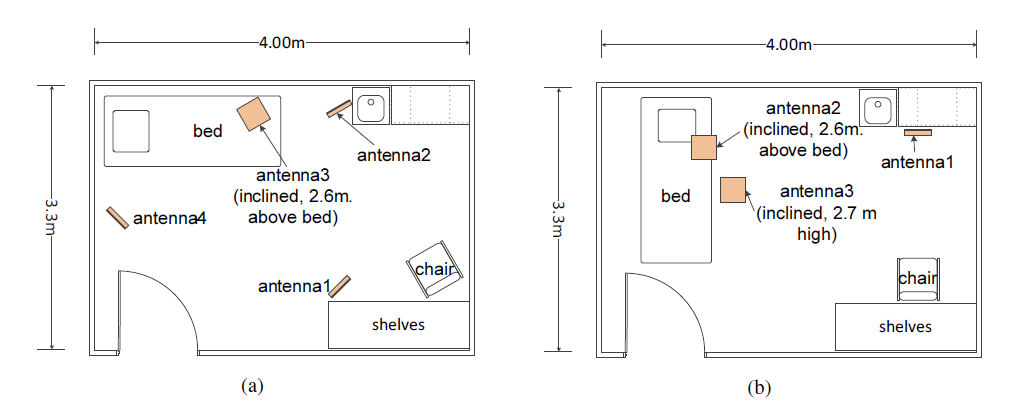 4.00m
3.3m
bed
antenna2
antenna3
(inclined, 2.6m.
above bed)
antenna4
antenna1
chair
shelves
(a)
4.00m
3.3m
antenna2
(inclined, 2.6m.
above bed)
antenna1
bed
antenna3
(inclined, 2.7 m
high)
chair
shelves
(b)